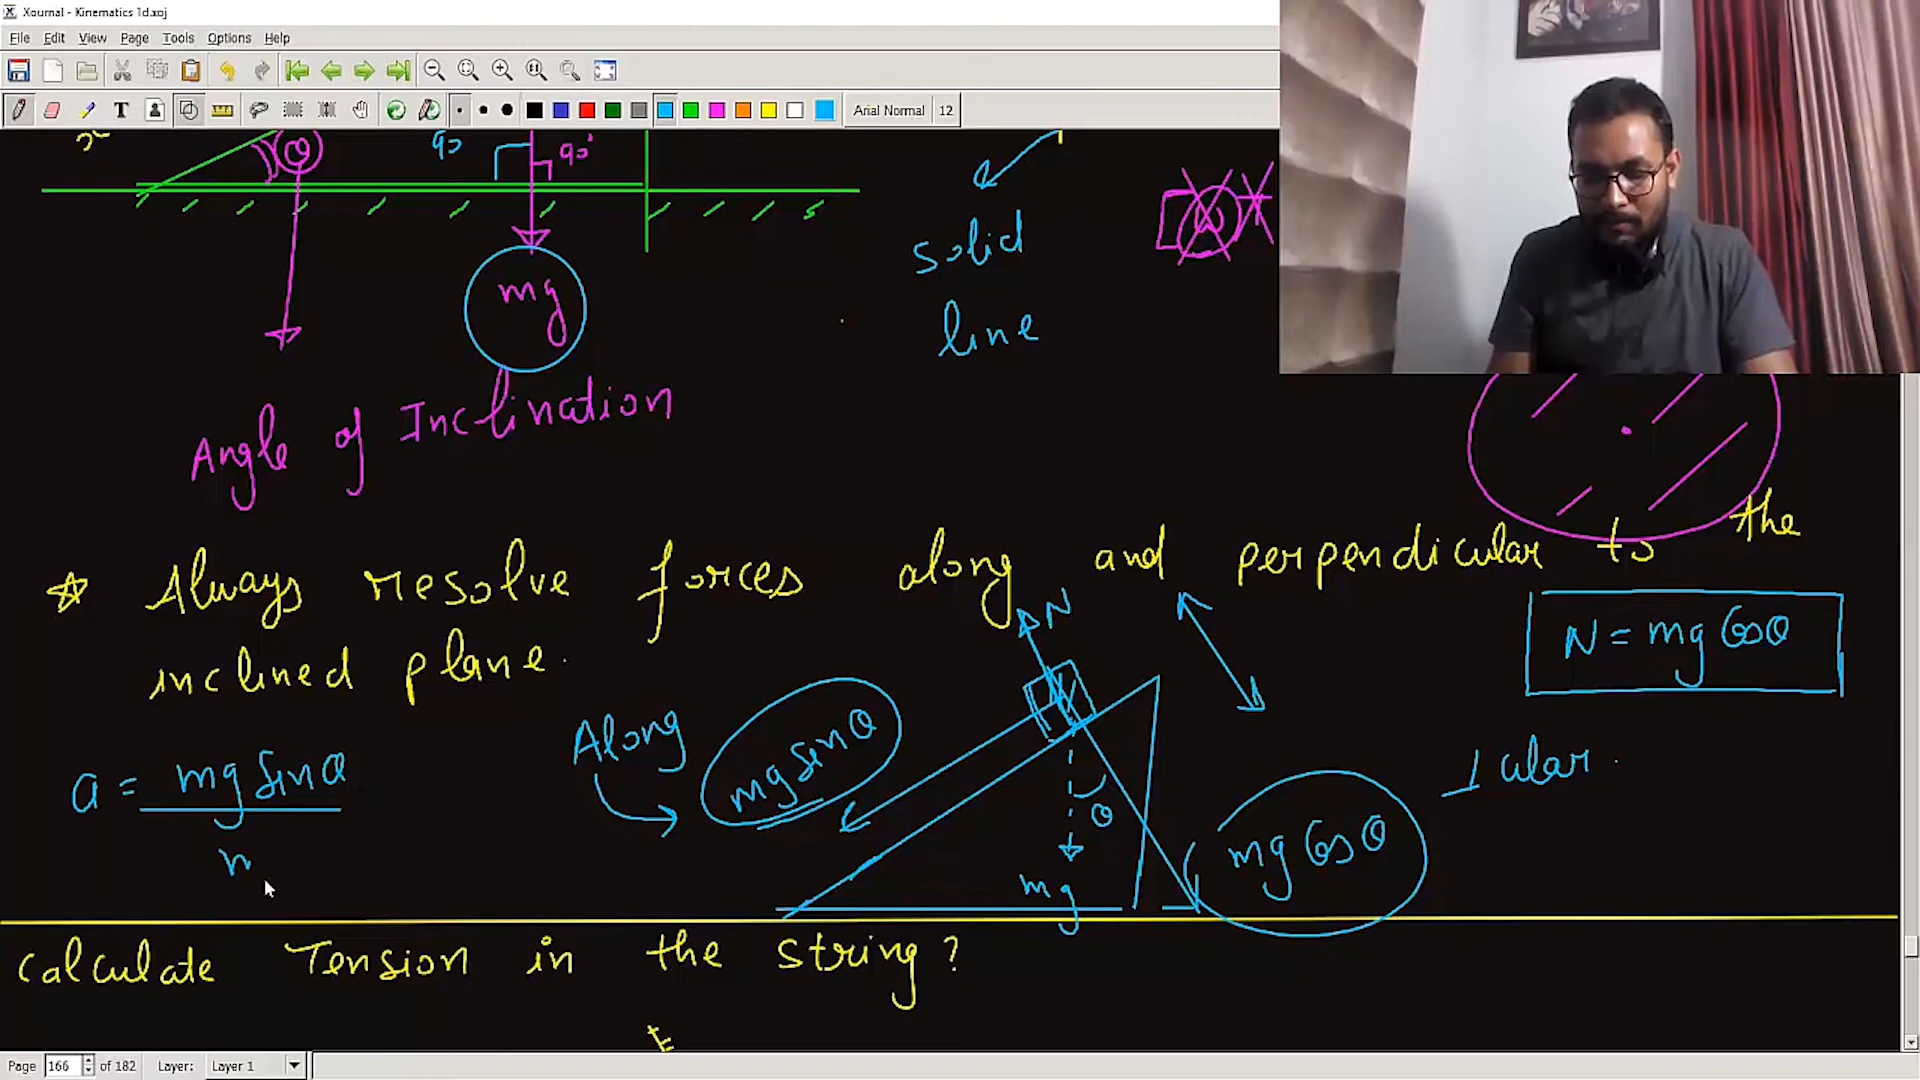 Xournal - Kinematics 1d.xoj
File Edit View Page Tools Options Help
Arial Normal 12
90 90°
mg
solid
line
Angle of Inclination
Always resolve forces along and perpendicular to the
inclined plane.
N
N = mg Cosθ
Along
mg sinθ
a = mg Sinθ
m
θ
mg
mg Cosθ
⊥ular.
Calculate Tension in the string?
t
Page 166 of 182 Layer: Layer 1